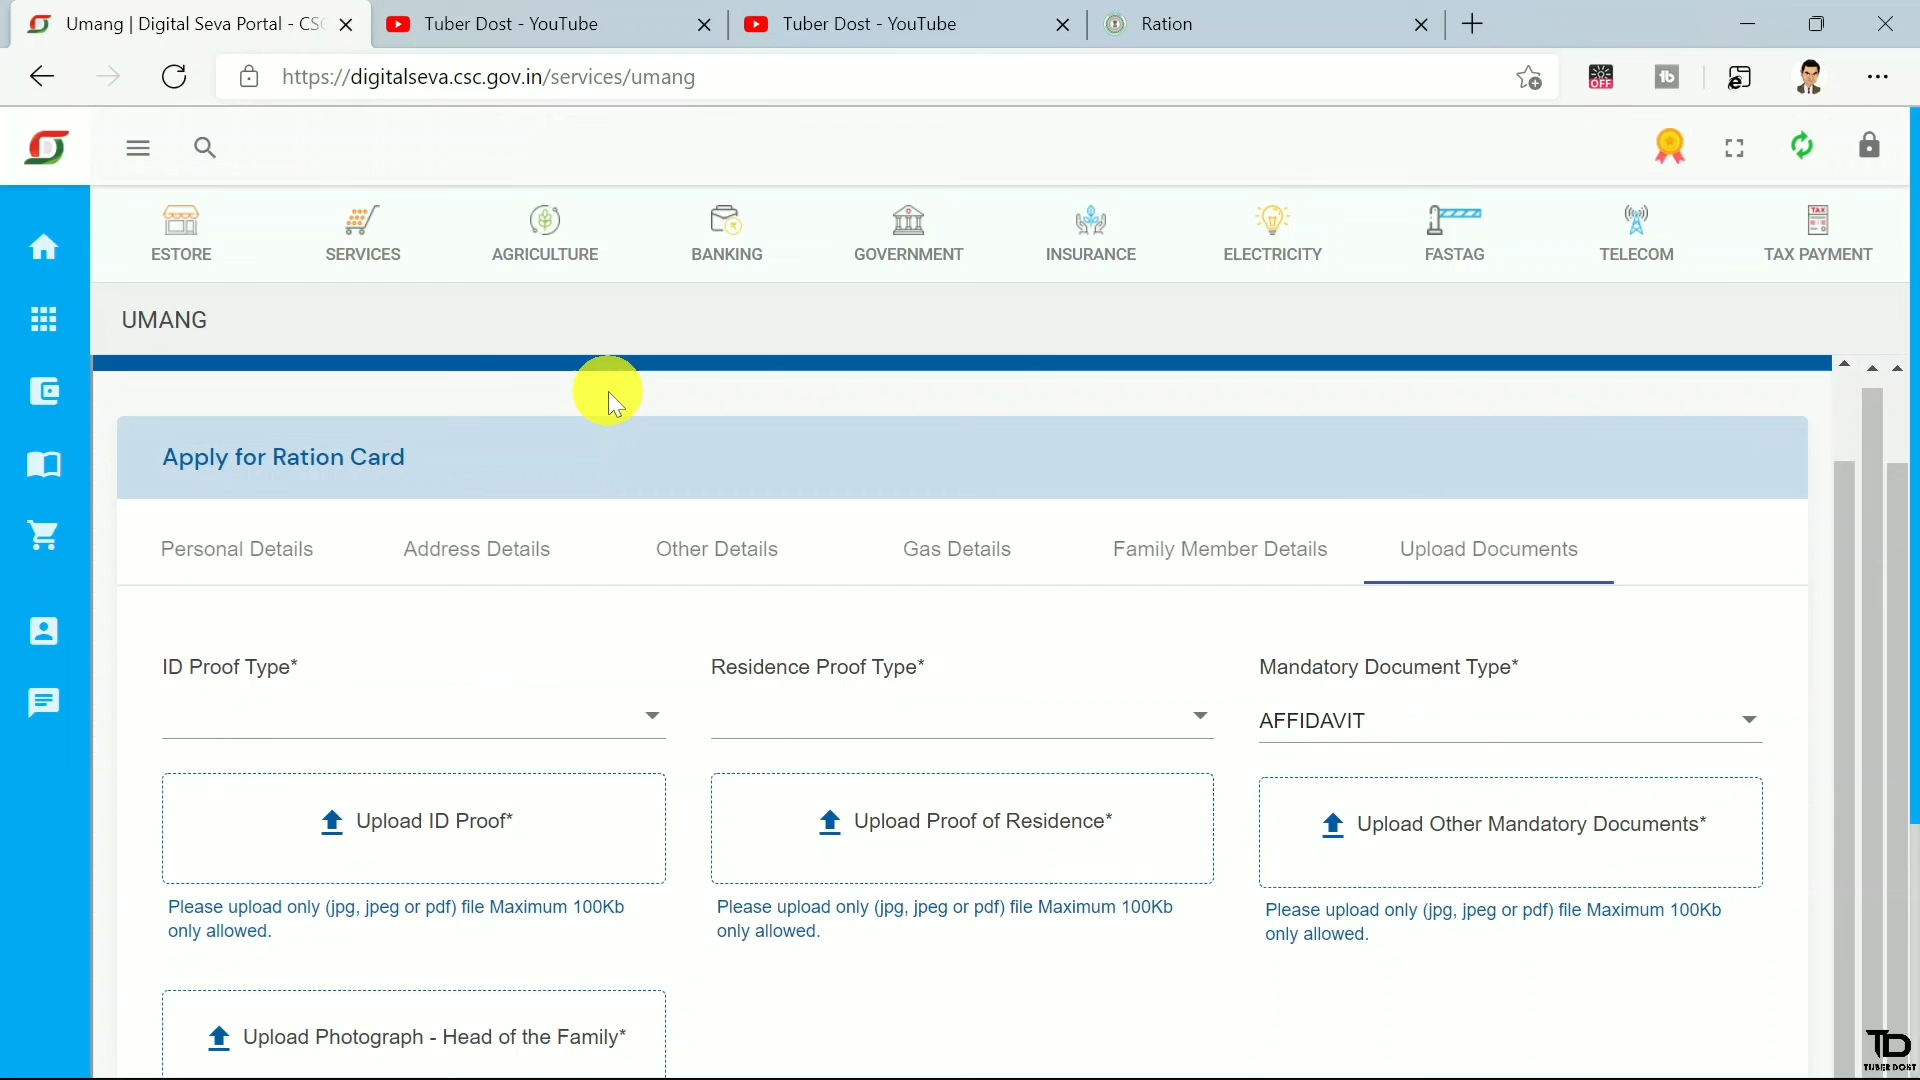 Umang | Digital Seva Portal - CSC
Tuber Dost - YouTube
Tuber Dost - YouTube
Ration
https://digitalseva.csc.gov.in/services/umang
OFF
tb
ESTORE
SERVICES
AGRICULTURE
BANKING
GOVERNMENT
INSURANCE
ELECTRICITY
FASTAG
TELECOM
TAX
TAX PAYMENT
UMANG
Apply for Ration Card
Personal Details
Address Details
Other Details
Gas Details
Family Member Details
Upload Documents
ID Proof Type*
Residence Proof Type*
Mandatory Document Type*
AFFIDAVIT
Upload ID Proof*
Upload Proof of Residence*
Upload Other Mandatory Documents*
Please upload only (jpg, jpeg or pdf) file Maximum 100Kb
only allowed.
Please upload only (jpg, jpeg or pdf) file Maximum 100Kb
only allowed.
Please upload only (jpg, jpeg or pdf) file Maximum 100Kb
only allowed.
Upload Photograph - Head of the Family*
TD
TUBER DOST